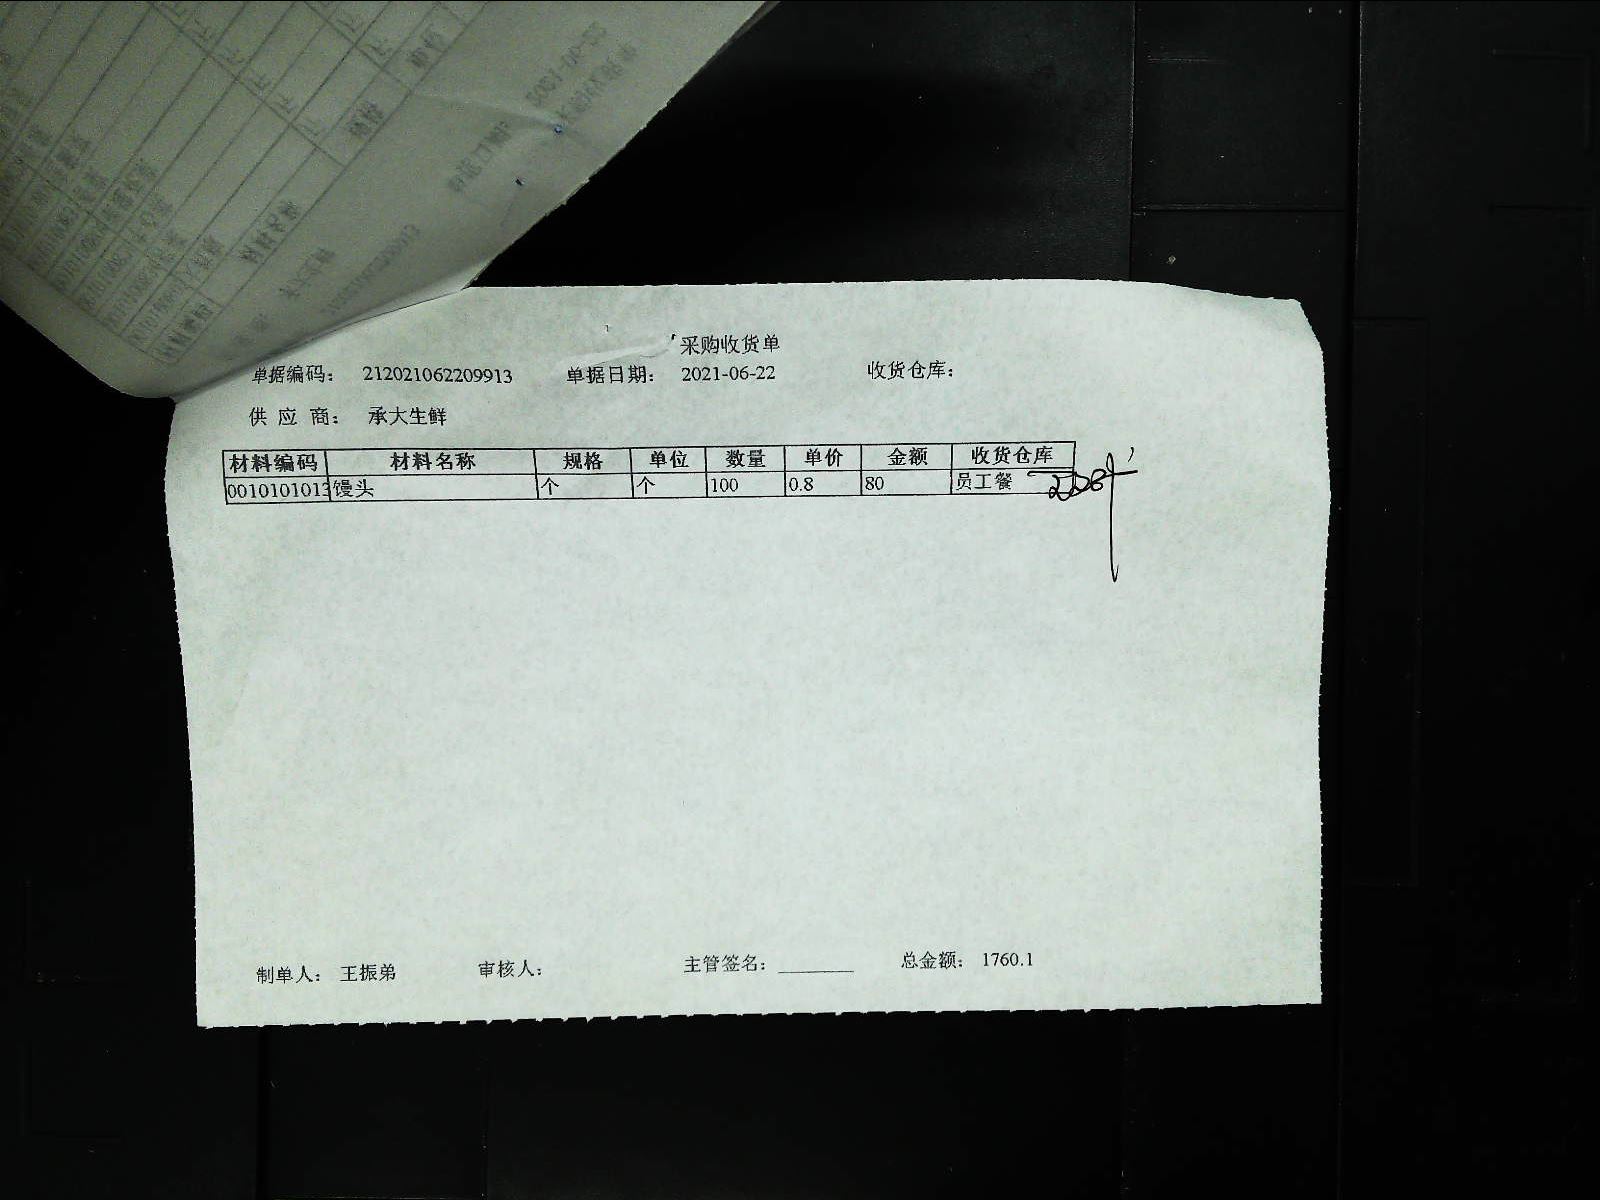 采购收货单
单据编码： 212021062209913 单据日期： 2021-06-22 收货仓库：
供 应 商： 承大生鲜
材料编码 材料名称 规格 单位 数量 单价 金额 收货仓库
0010101013 馒头 个 个 100 0.8 80 员工餐
制单人： 王振弟 审核人： 主管签名： 总金额： 1760.1